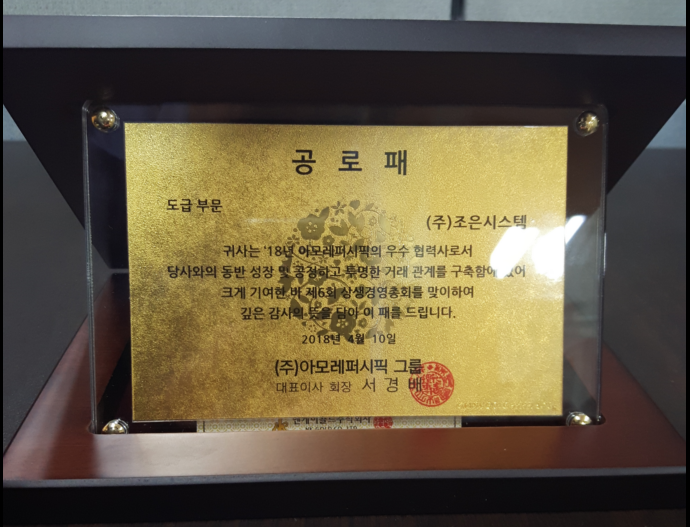 공 로 패
도급 부문
(주)조은시스템
귀사는 '18년 아모레퍼시픽의 우수 협력사로서
당사와의 동반 성장 및 공정하고 투명한 거래 관계를 구축함에 있어
크게 기여한 바 제6회 상생경영총회를 맞이하여
깊은 감사의 뜻을 담아 이 패를 드립니다.
2018년 4월 10일
(주)아모레퍼시픽 그룹
대표이사 회장 서 경 배